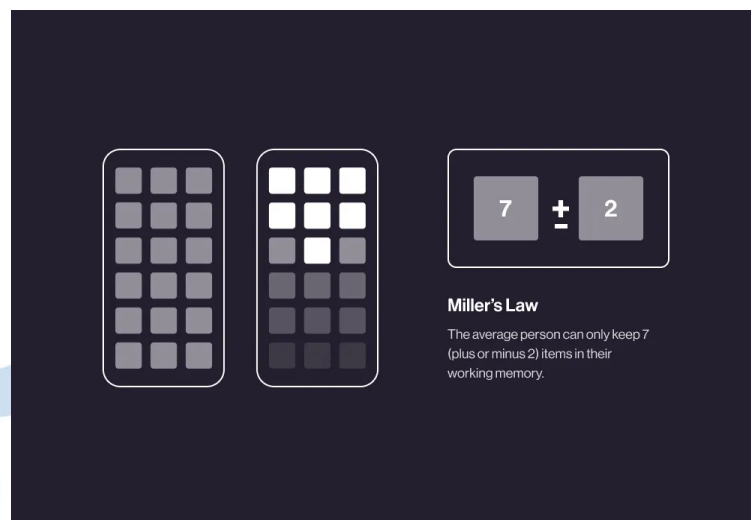 7 ± 2
Miller’s Law
The average person can only keep 7
(plus or minus 2) items in their
working memory.